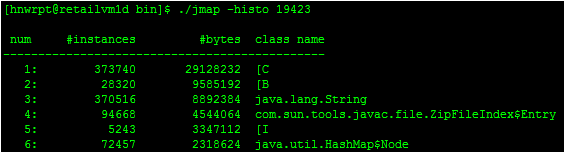 [hnwrpt@retailvm1d bin]$ ./jmap -histo 19423
num #instances #bytes class name
----------------------------------------------
1: 373740 29128232 [C
2: 28320 9585192 [B
3: 370516 8892384 java.lang.String
4: 94668 4544064 com.sun.tools.javac.file.ZipFileIndex$Entry
5: 5243 3347112 [I
6: 72457 2318624 java.util.HashMap$Node